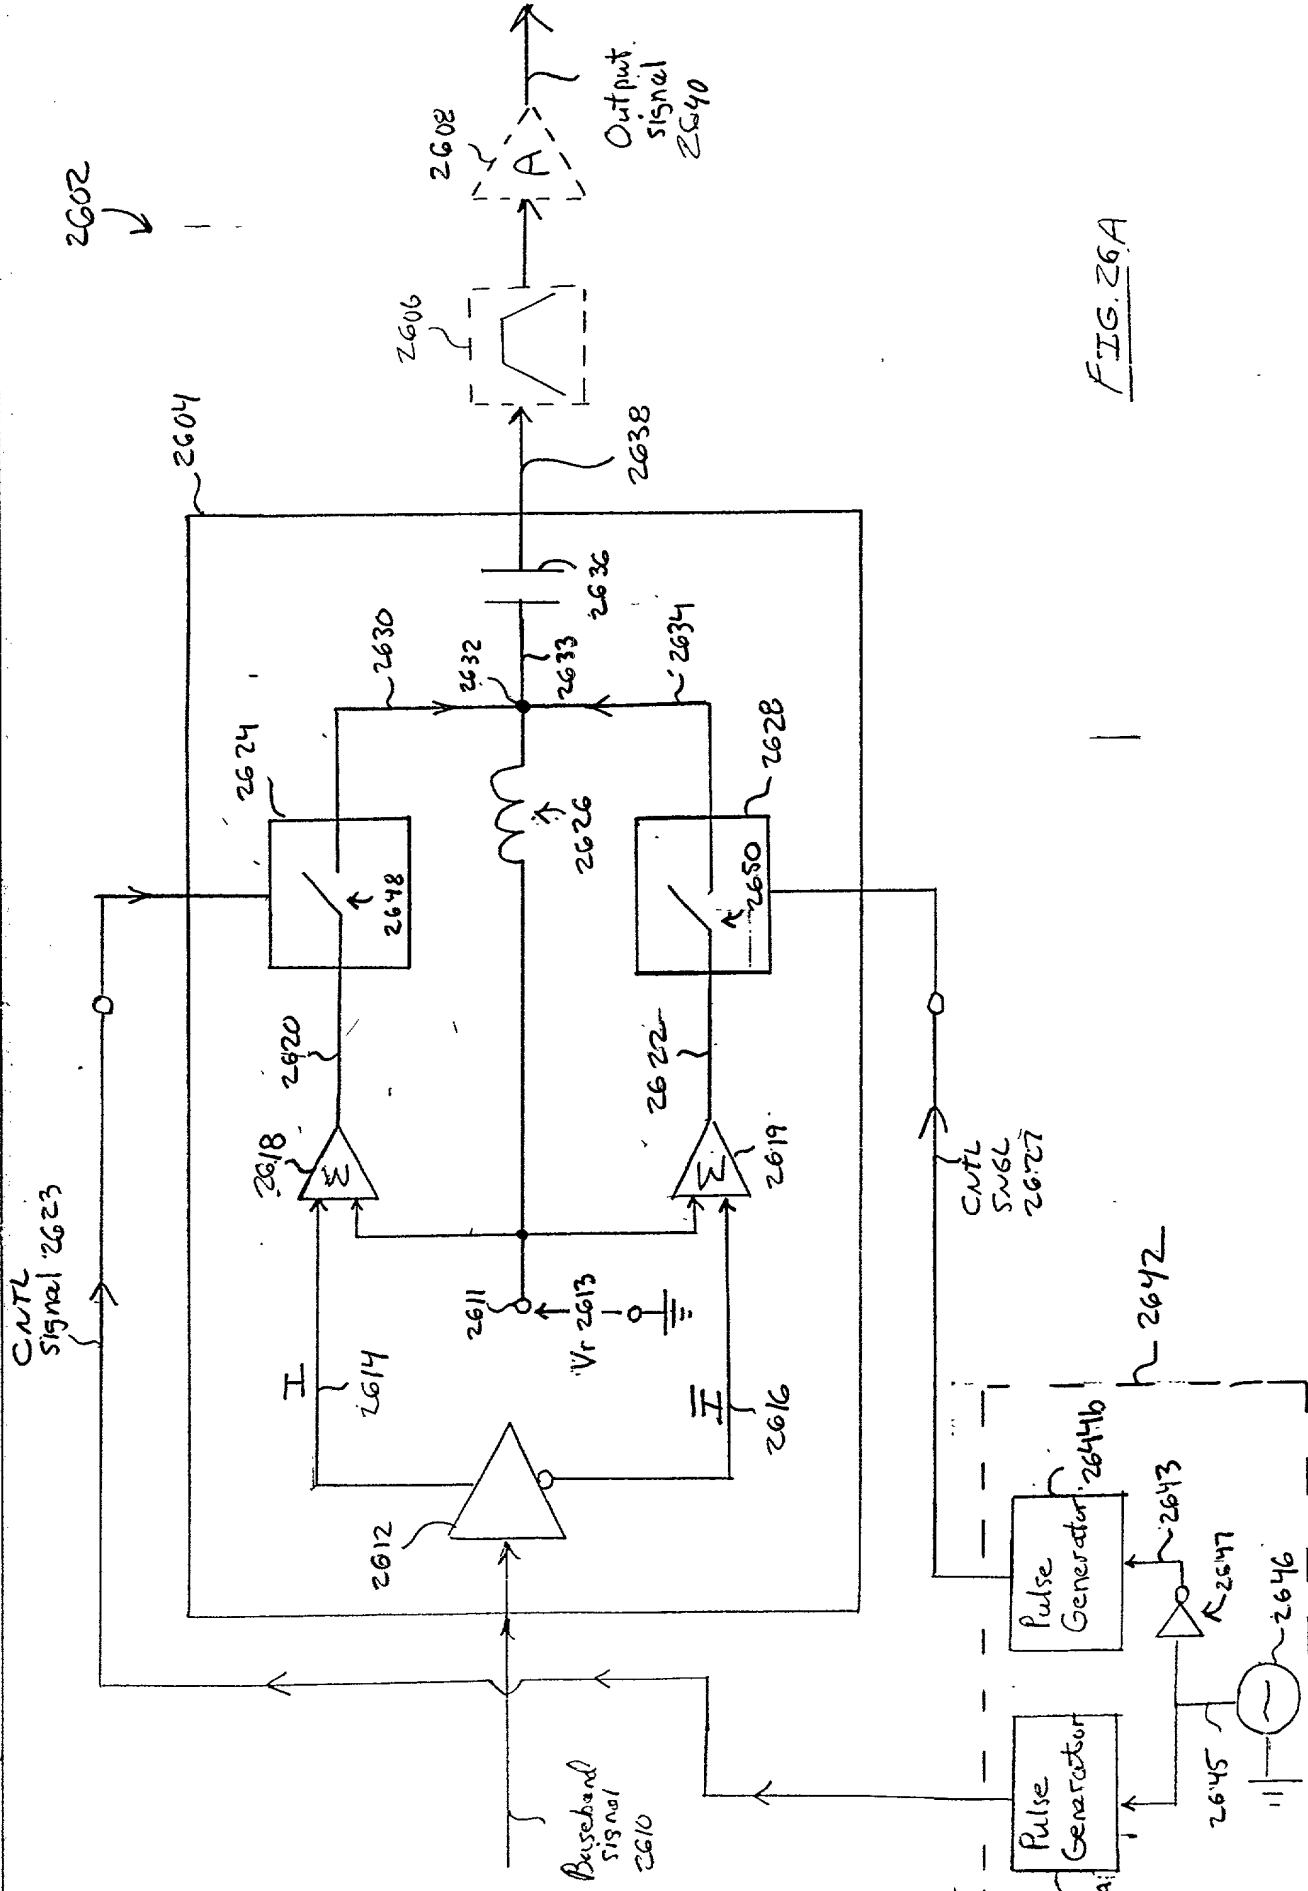 2602
2604
2606
2608
Output
signal
2640
2638
2636
2630
2632
2633
2634
2624
2648
2626
2628
2650
2620
2622
2618
Σ
2619
Σ
CNTL
signal 2623
CNTL
SNGL
2627
I
2614
2611
Vr 2613
I̅
2616
2612
Baseband
signal
2610
2642
Pulse
Generator
2644b
2643
2647
2646
2645
Pulse
Generator
a
A
FIG. 26A